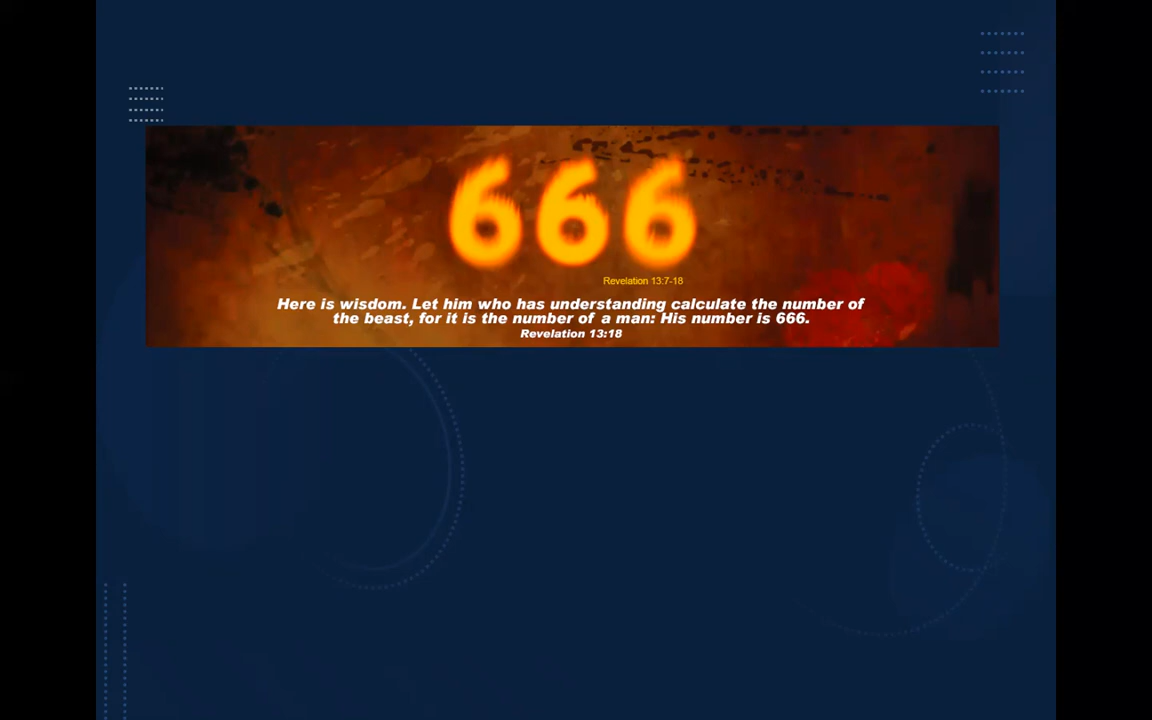 666
Revelation 13:7-18
Here is wisdom. Let him who has understanding calculate the number of
the beast, for it is the number of a man: His number is 666.
Revelation 13:18